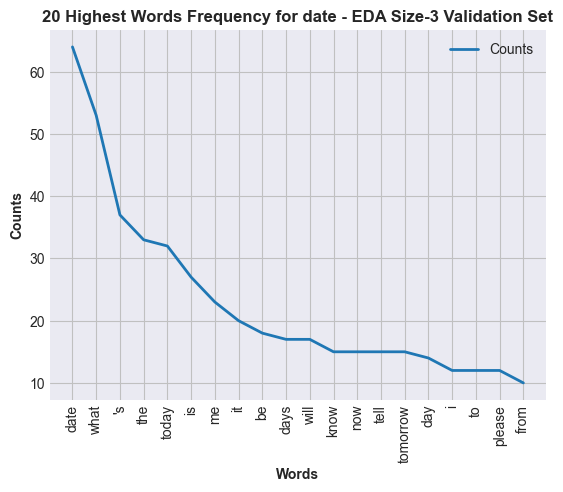 20 Highest Words Frequency for date - EDA Size-3 Validation Set
Counts
60
50
40
30
20
10
Counts
date
what
's
the
today
is
me
it
be
days
will
know
now
tell
tomorrow
day
i
to
please
from
Words